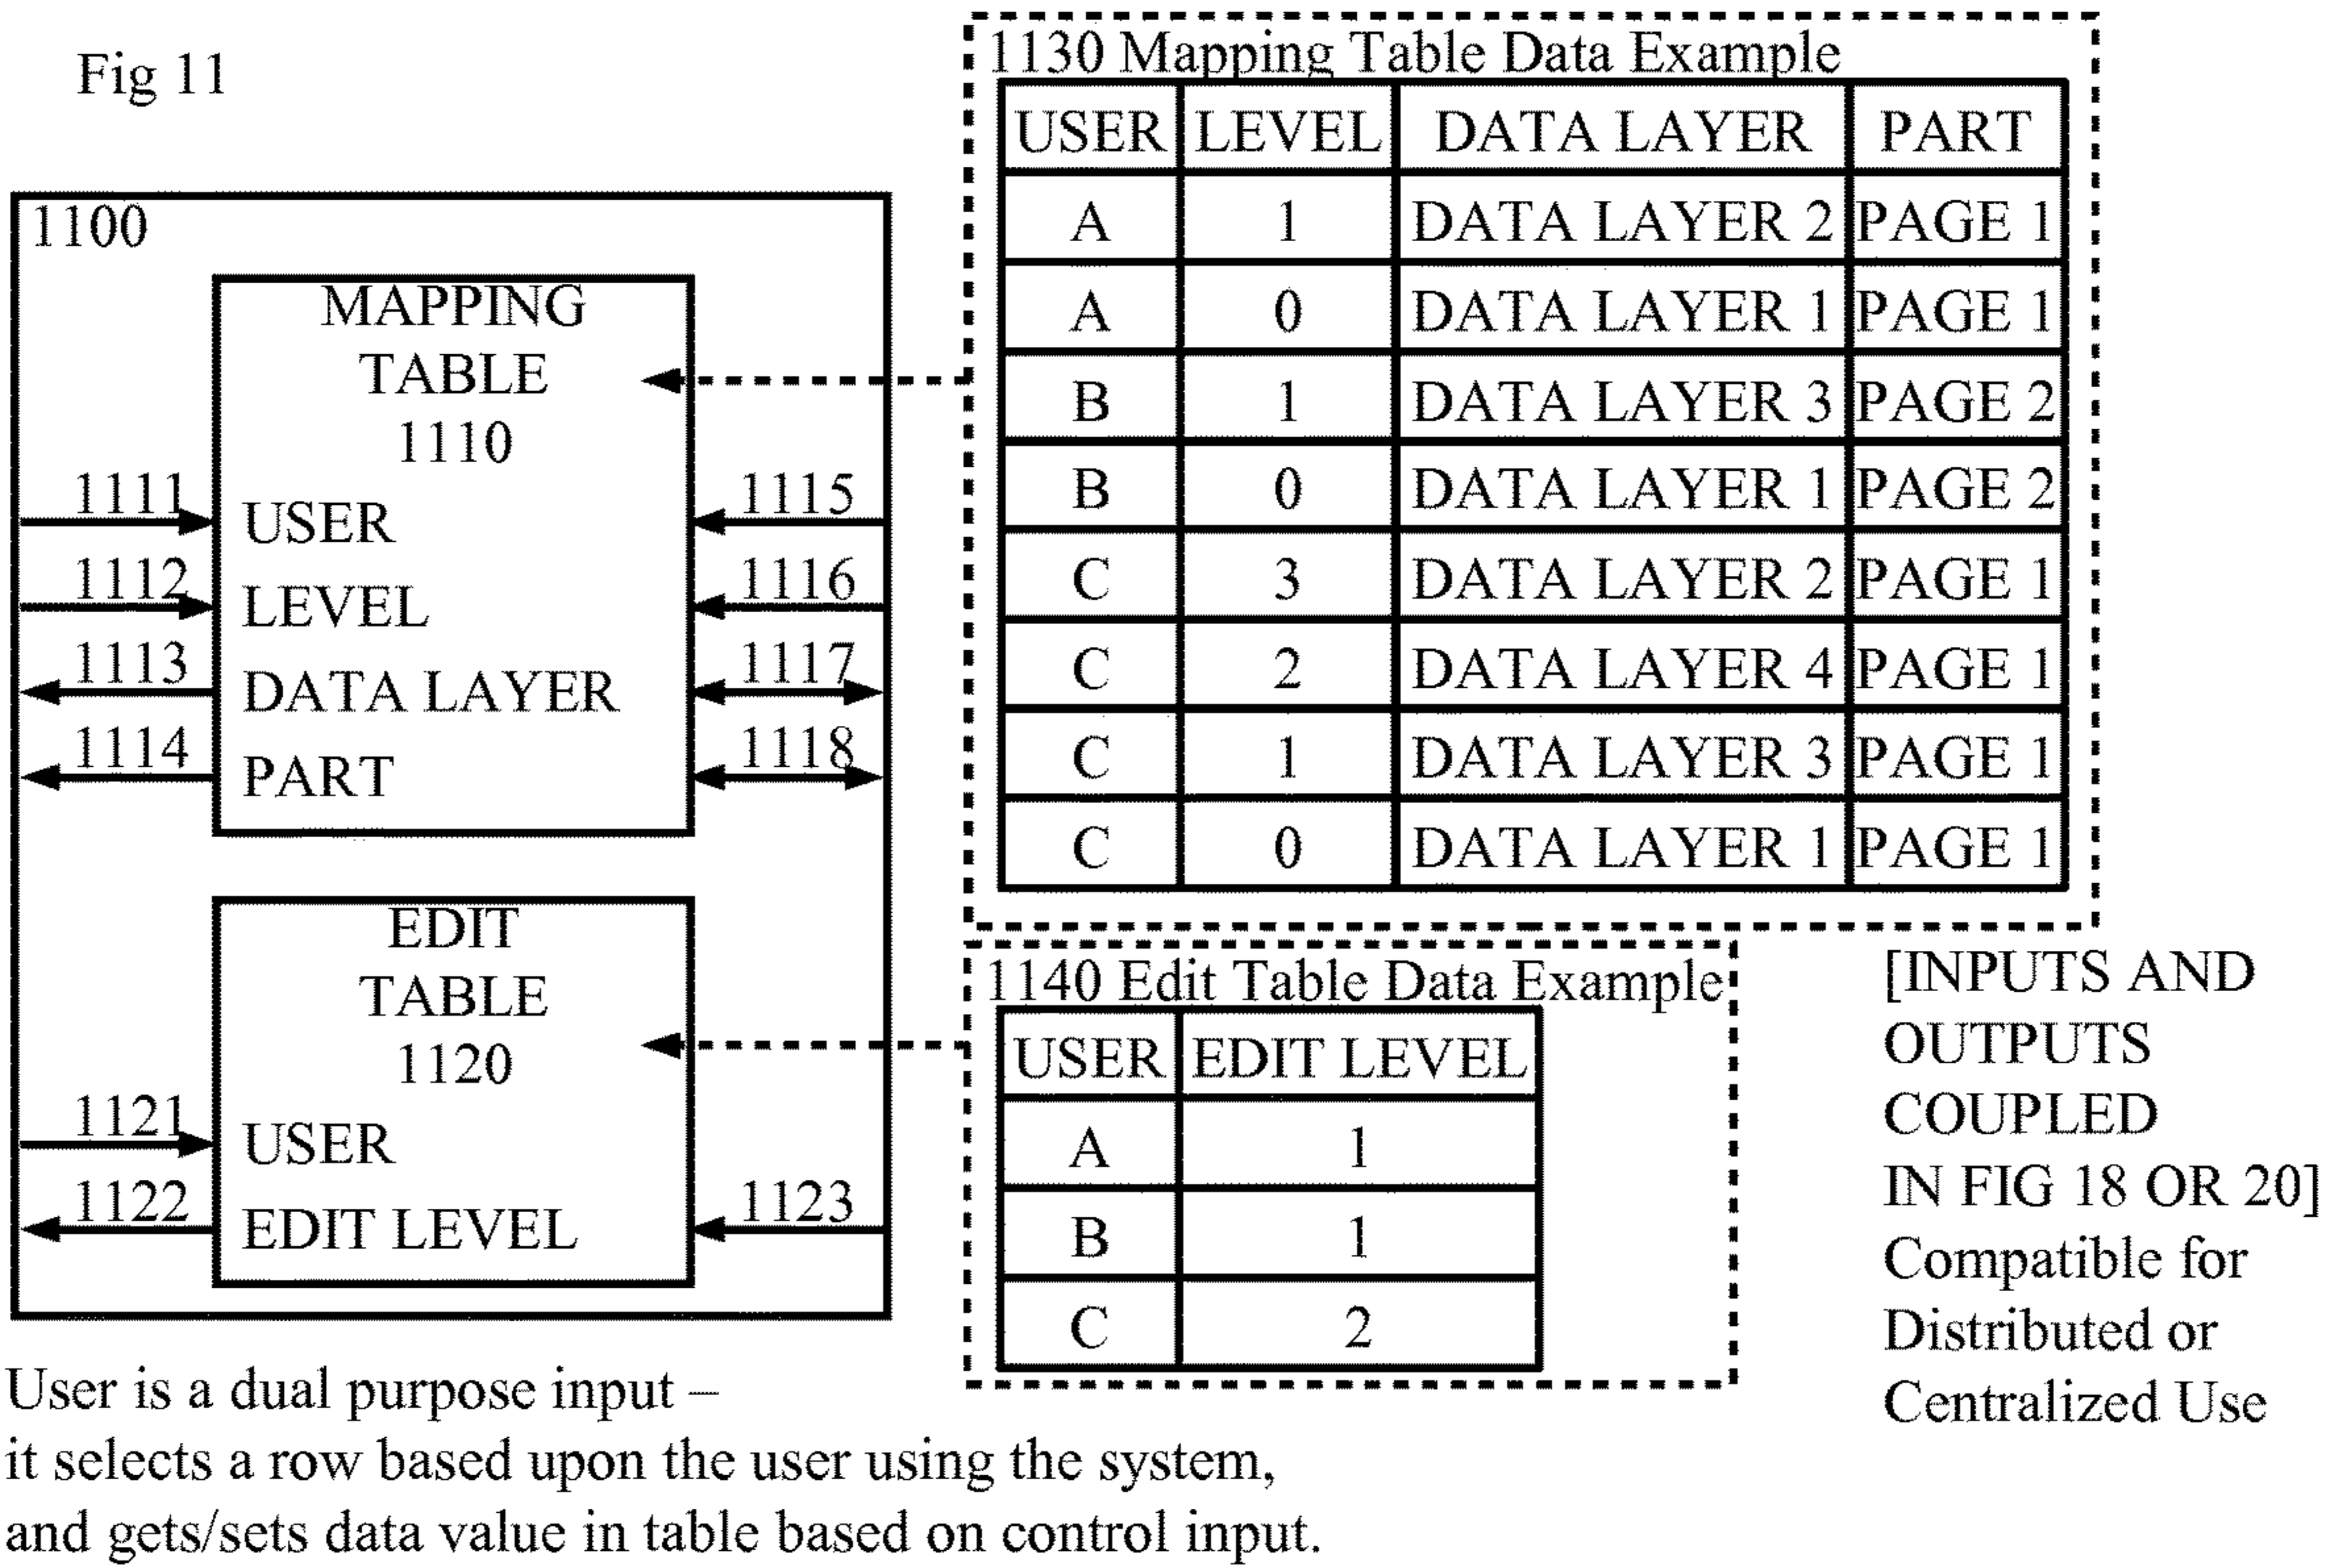 Fig 11
1100
MAPPING
TABLE
1110
1111 USER 1115
1112 LEVEL 1116
1113 DATA LAYER 1117
1114 PART 1118
EDIT
TABLE
1120
1121 USER
1122 EDIT LEVEL 1123
1130 Mapping Table Data Example
USER LEVEL DATA LAYER PART
A 1 DATA LAYER 2 PAGE 1
A 0 DATA LAYER 1 PAGE 1
B 1 DATA LAYER 3 PAGE 2
B 0 DATA LAYER 1 PAGE 2
C 3 DATA LAYER 2 PAGE 1
C 2 DATA LAYER 4 PAGE 1
C 1 DATA LAYER 3 PAGE 1
C 0 DATA LAYER 1 PAGE 1
1140 Edit Table Data Example
USER EDIT LEVEL
A 1
B 1
C 2
[INPUTS AND
OUTPUTS
COUPLED
IN FIG 18 OR 20]
Compatible for
Distributed or
Centralized Use
User is a dual purpose input –
it selects a row based upon the user using the system,
and gets/sets data value in table based on control input.